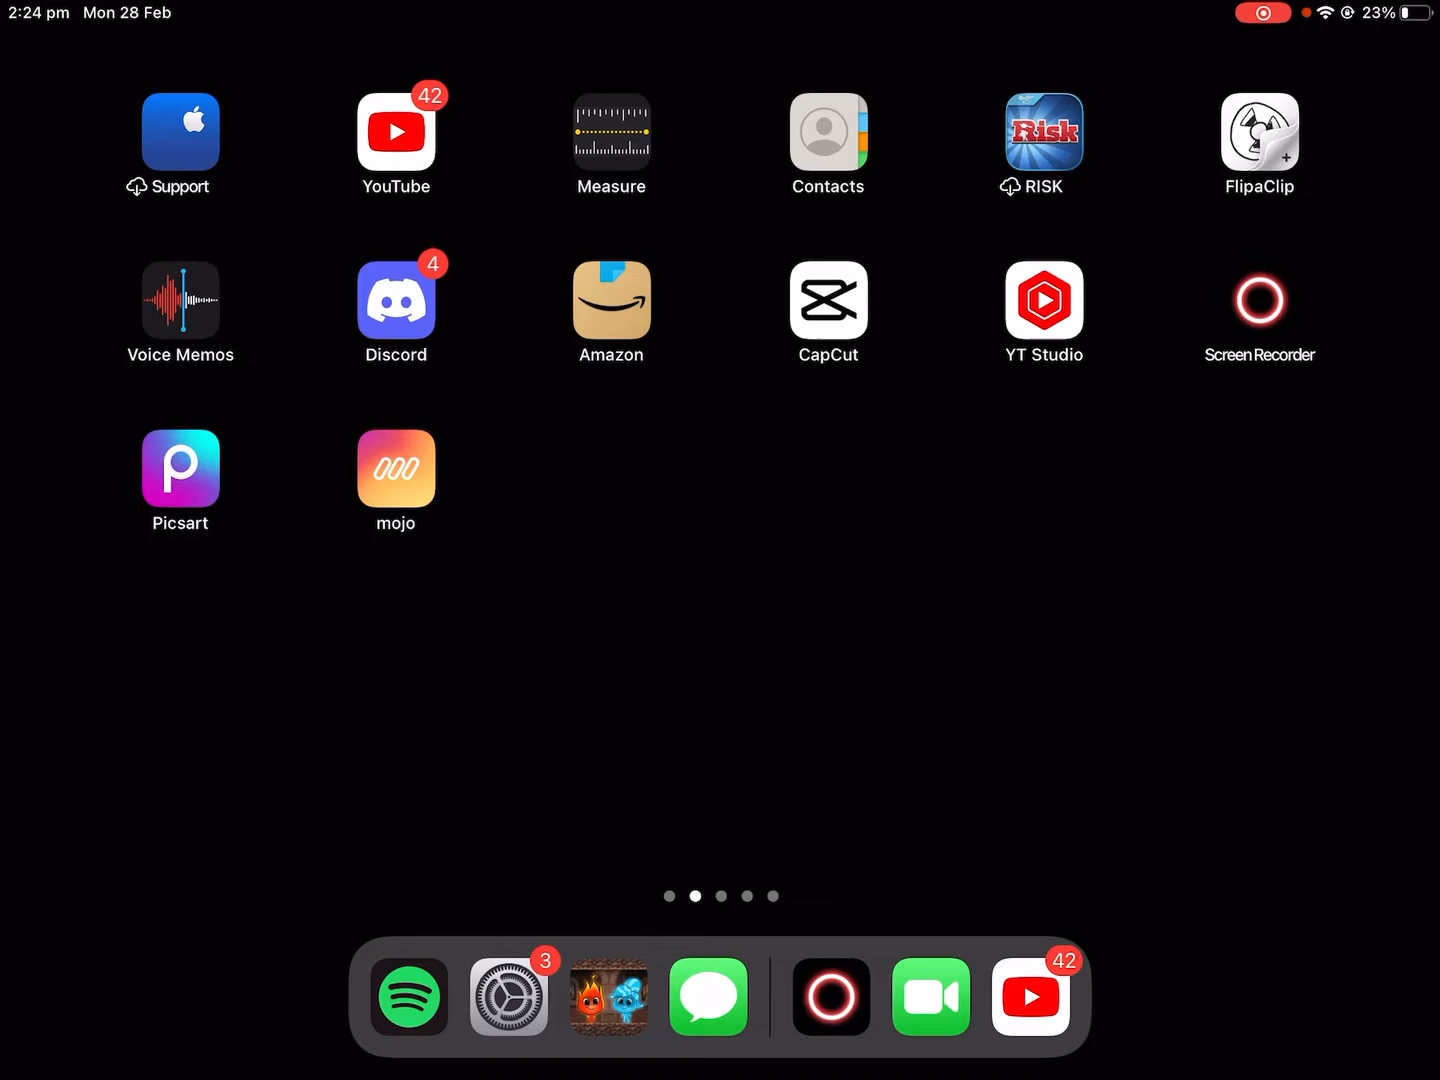 2:24 pm Mon 28 Feb 23%
42
RISK
Support YouTube Measure Contacts RISK FlipaClip
4
Voice Memos Discord Amazon CapCut YT Studio Screen Recorder
Picsart mojo
3 42